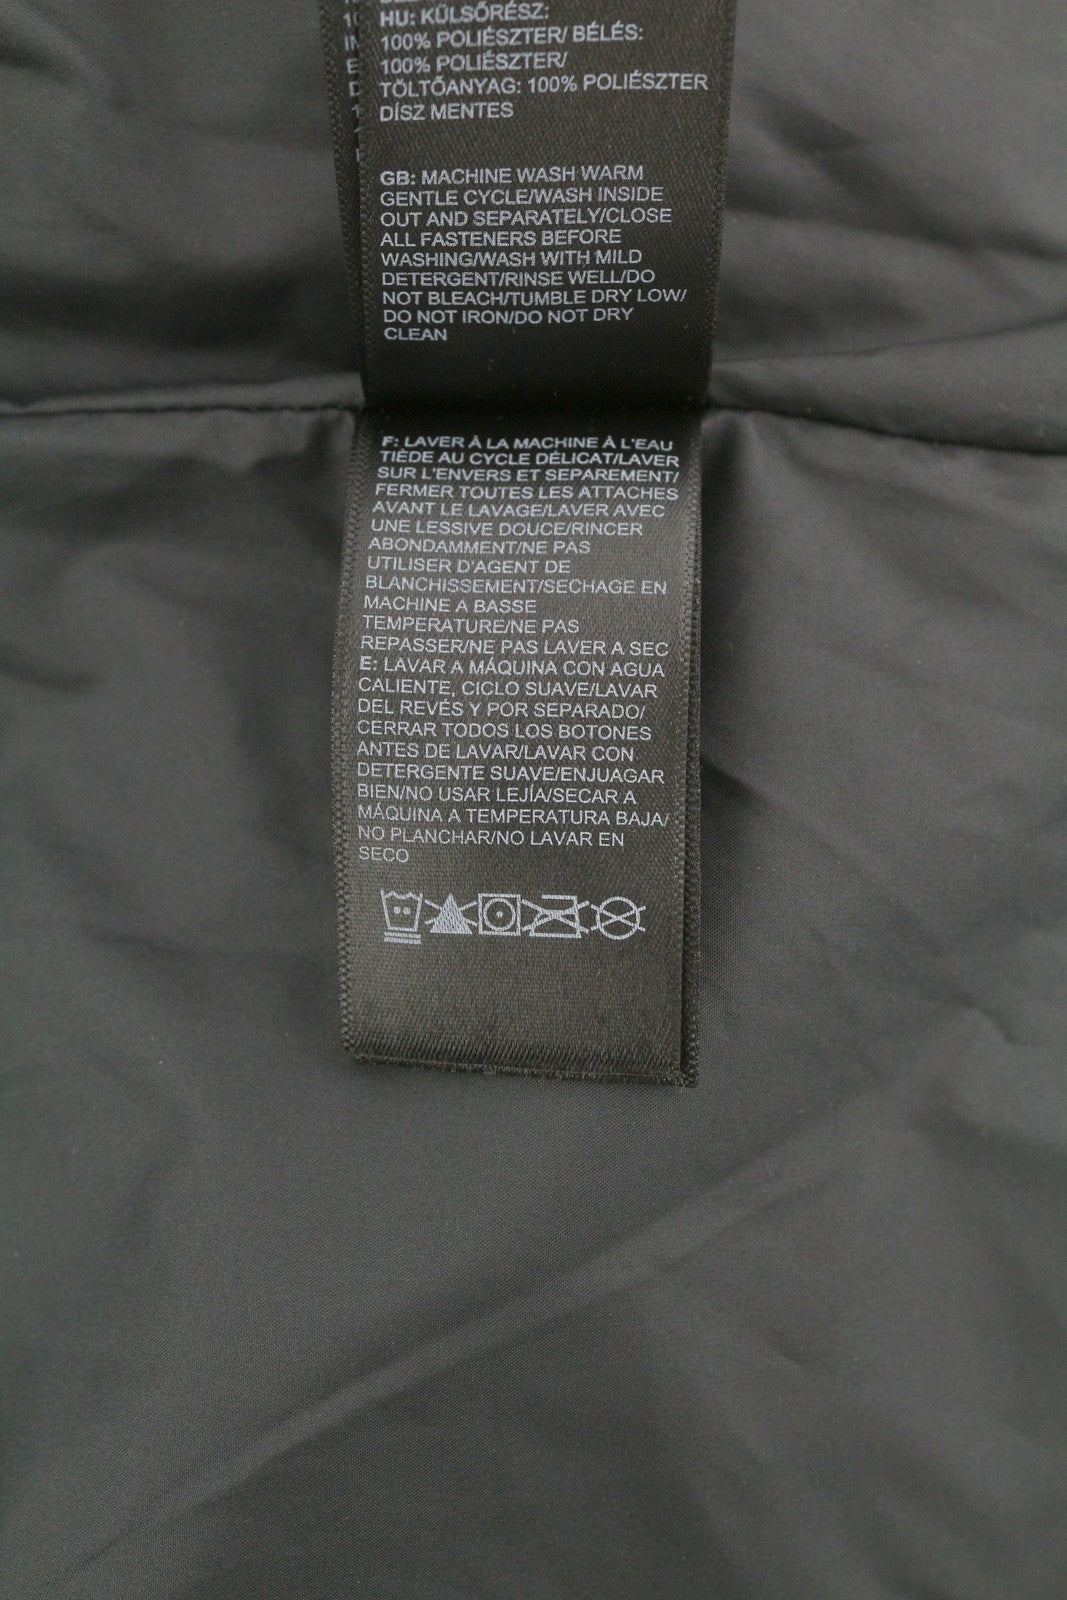 HU: KÜLSŐRÉSZ:
100% POLIÉSZTER/ BÉLÉS:
100% POLIÉSZTER/
TÖLTŐANYAG: 100% POLIÉSZTER
DÍSZ MENTES
GB: MACHINE WASH WARM
GENTLE CYCLE/WASH INSIDE
OUT AND SEPARATELY/CLOSE
ALL FASTENERS BEFORE
WASHING/WASH WITH MILD
DETERGENT/RINSE WELL/DO
NOT BLEACH/TUMBLE DRY LOW/
DO NOT IRON/DO NOT DRY
CLEAN
F: LAVER À LA MACHINE À L'EAU
TIÈDE AU CYCLE DÉLICAT/LAVER
SUR L'ENVERS ET SEPAREMENT/
FERMER TOUTES LES ATTACHES
AVANT LE LAVAGE/LAVER AVEC
UNE LESSIVE DOUCE/RINCER
ABONDAMMENT/NE PAS
UTILISER D'AGENT DE
BLANCHISSEMENT/SECHAGE EN
MACHINE A BASSE
TEMPERATURE/NE PAS
REPASSER/NE PAS LAVER A SEC
E: LAVAR A MÁQUINA CON AGUA
CALIENTE, CICLO SUAVE/LAVAR
DEL REVÉS Y POR SEPARADO/
CERRAR TODOS LOS BOTONES
ANTES DE LAVAR/LAVAR CON
DETERGENTE SUAVE/ENJUAGAR
BIEN/NO USAR LEJÍA/SECAR A
MÁQUINA A TEMPERATURA BAJA/
NO PLANCHAR/NO LAVAR EN
SECO